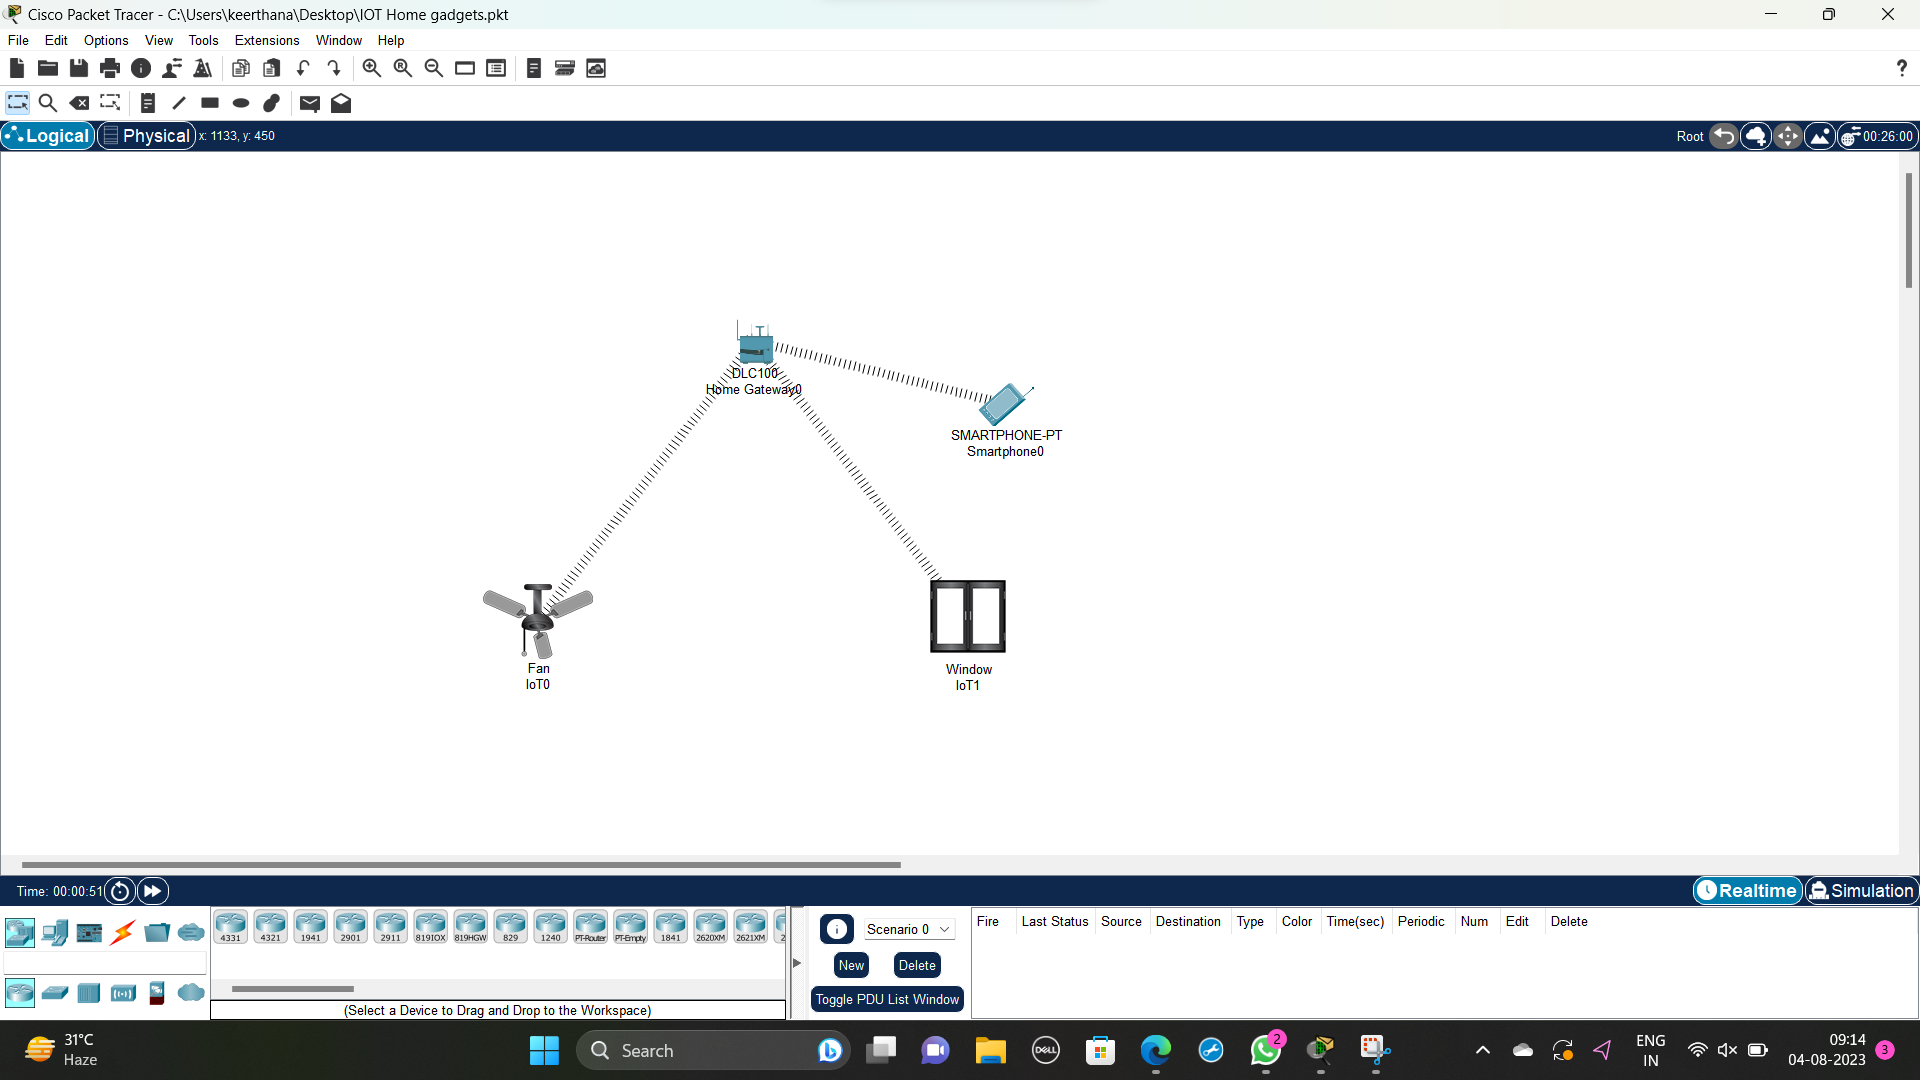 Cisco Packet Tracer - C:\Users\keerthana\Desktop\IOT Home gadgets.pkt
File Edit Options View Tools Extensions Window Help
Logical Physical x: 1133, y: 450 Root 00:26:00
DLC100
Home Gateway0
SMARTPHONE-PT
Smartphone0
Fan
IoT0
Window
IoT1
Time: 00:00:51 Realtime Simulation
4331 4321 1941 2901 2911 819IOX 819HGW 829 1240 PT-Router PT-Empty 1841 2620XM 2621XM 2
Scenario 0
New Delete
Toggle PDU List Window
Fire Last Status Source Destination Type Color Time(sec) Periodic Num Edit Delete
(Select a Device to Drag and Drop to the Workspace)
31°C
Haze
Search
DELL
2
ENG
IN
09:14
04-08-2023
3